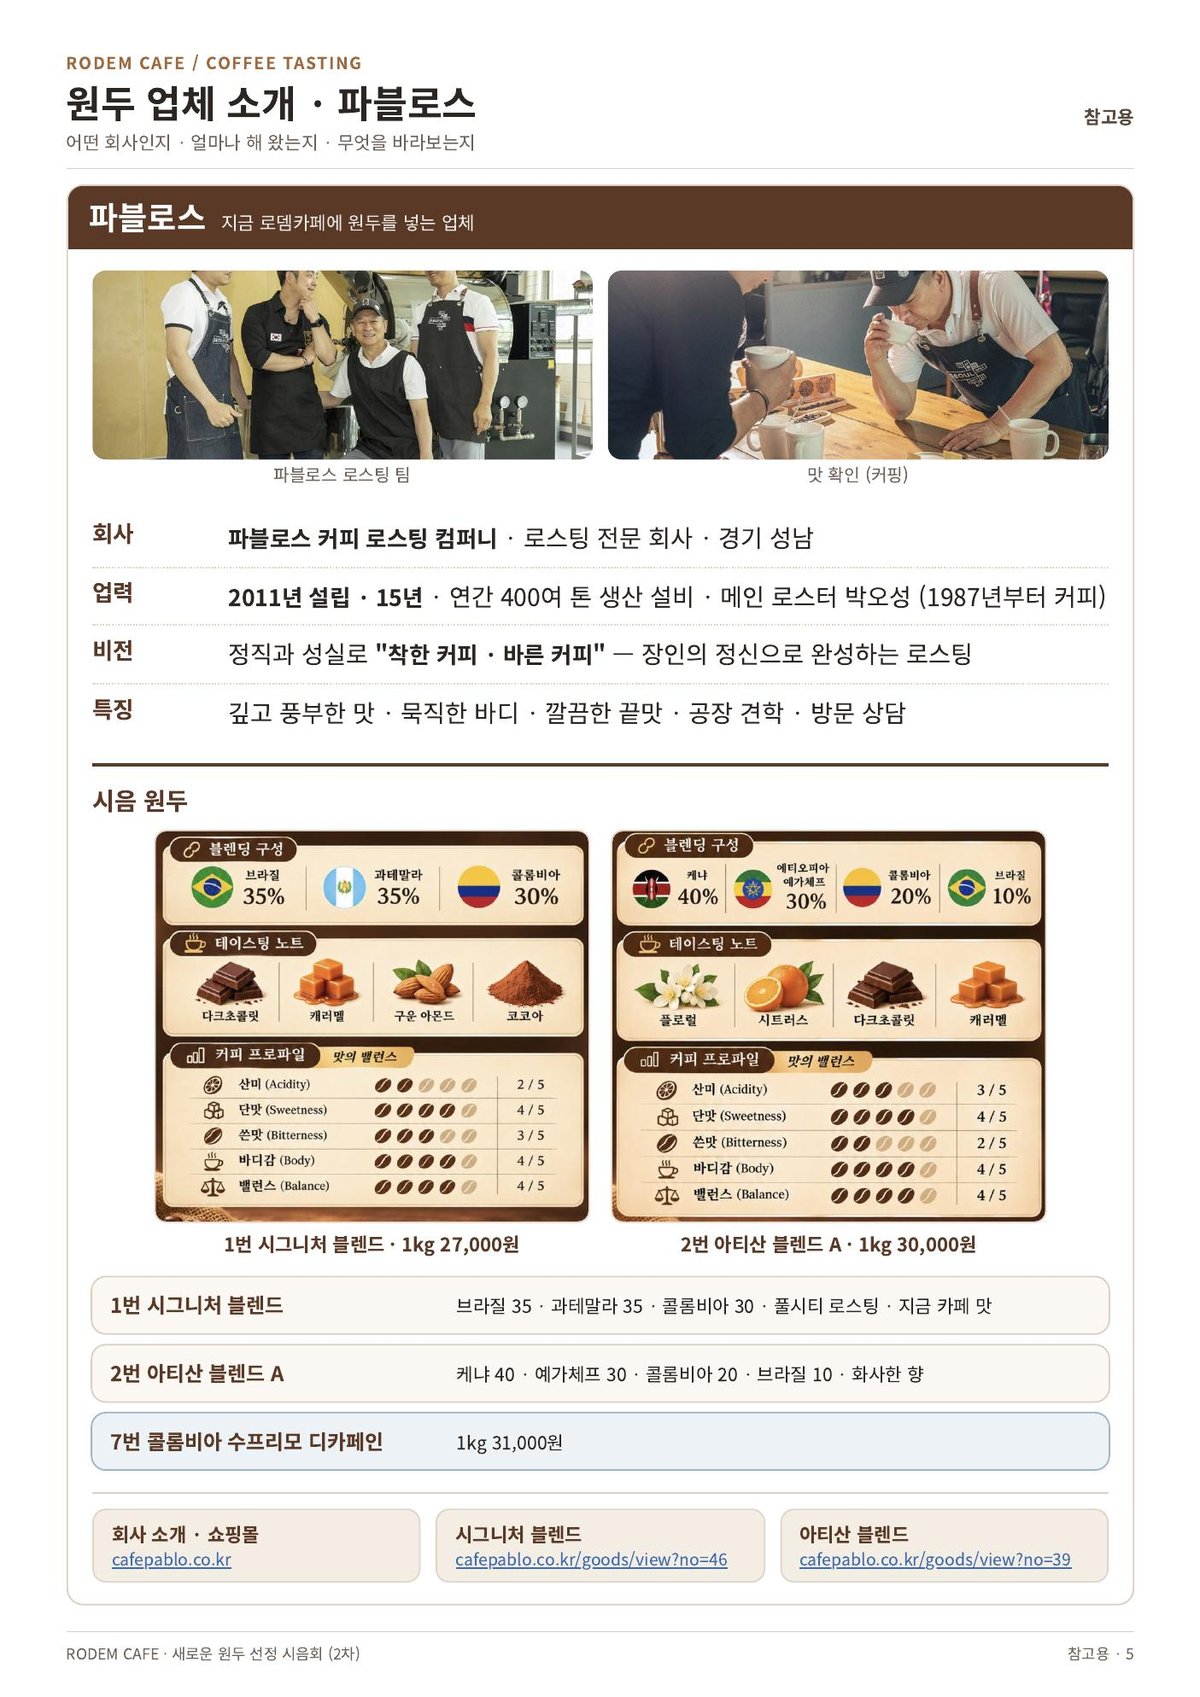 RODEM CAFE / COFFEE TASTING
원두 업체 소개 · 파블로스
어떤 회사인지 · 얼마나 해 왔는지 · 무엇을 바라보는지
참고용
파블로스 지금 로뎀카페에 원두를 넣는 업체
파블로스 로스팅 팀
맛 확인 (커핑)
회사 파블로스 커피 로스팅 컴퍼니 · 로스팅 전문 회사 · 경기 성남
업력 2011년 설립 · 15년 · 연간 400여 톤 생산 설비 · 메인 로스터 박오성 (1987년부터 커피)
비전 정직과 성실로 "착한 커피 · 바른 커피" — 장인의 정신으로 완성하는 로스팅
특징 깊고 풍부한 맛 · 묵직한 바디 · 깔끔한 끝맛 · 공장 견학 · 방문 상담
시음 원두
블렌딩 구성
브라질 35%
과테말라 35%
콜롬비아 30%
테이스팅 노트
다크초콜릿 캐러멜 구운 아몬드 코코아
커피 프로파일 맛의 밸런스
산미 (Acidity) 2 / 5
단맛 (Sweetness) 4 / 5
쓴맛 (Bitterness) 3 / 5
바디감 (Body) 4 / 5
밸런스 (Balance) 4 / 5
1번 시그니처 블렌드 · 1kg 27,000원
블렌딩 구성
케냐 40%
에티오피아 예가체프 30%
콜롬비아 20%
브라질 10%
테이스팅 노트
플로럴 시트러스 다크초콜릿 캐러멜
커피 프로파일 맛의 밸런스
산미 (Acidity) 3 / 5
단맛 (Sweetness) 4 / 5
쓴맛 (Bitterness) 2 / 5
바디감 (Body) 4 / 5
밸런스 (Balance) 4 / 5
2번 아티산 블렌드 A · 1kg 30,000원
1번 시그니처 블렌드 브라질 35 · 과테말라 35 · 콜롬비아 30 · 풀시티 로스팅 · 지금 카페 맛
2번 아티산 블렌드 A 케냐 40 · 예가체프 30 · 콜롬비아 20 · 브라질 10 · 화사한 향
7번 콜롬비아 수프리모 디카페인 1kg 31,000원
회사 소개 · 쇼핑몰
cafepablo.co.kr
시그니처 블렌드
cafepablo.co.kr/goods/view?no=46
아티산 블렌드
cafepablo.co.kr/goods/view?no=39
RODEM CAFE · 새로운 원두 선정 시음회 (2차)
참고용 · 5